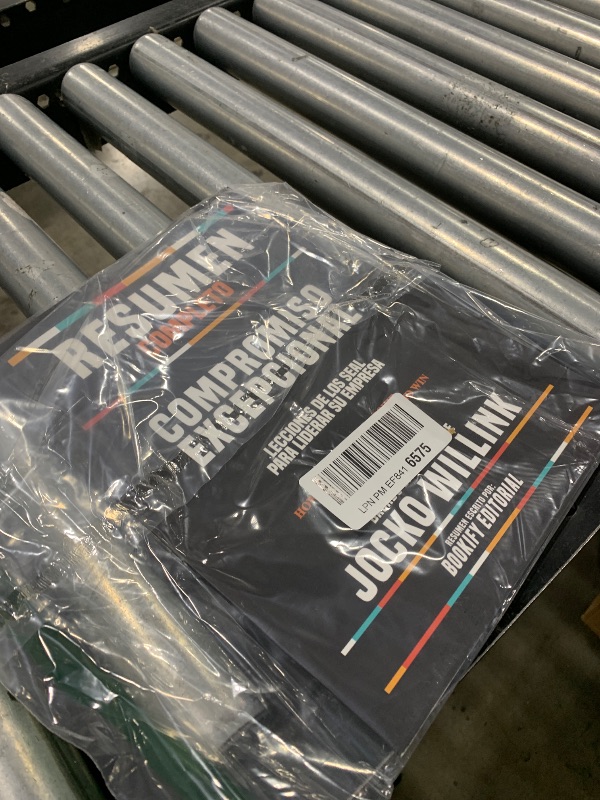 RESUMEN
COMPLETO
COMPROMISO
EXCEPCIONAL
LECCIONES DE LOS SEAL
PARA LIDERAR SU EMPRESA
WIN
LPN PM EF841 6575
JOCKO WILLINK
RESUMEN ESCRITO POR:
BOOKIFY EDITORIAL